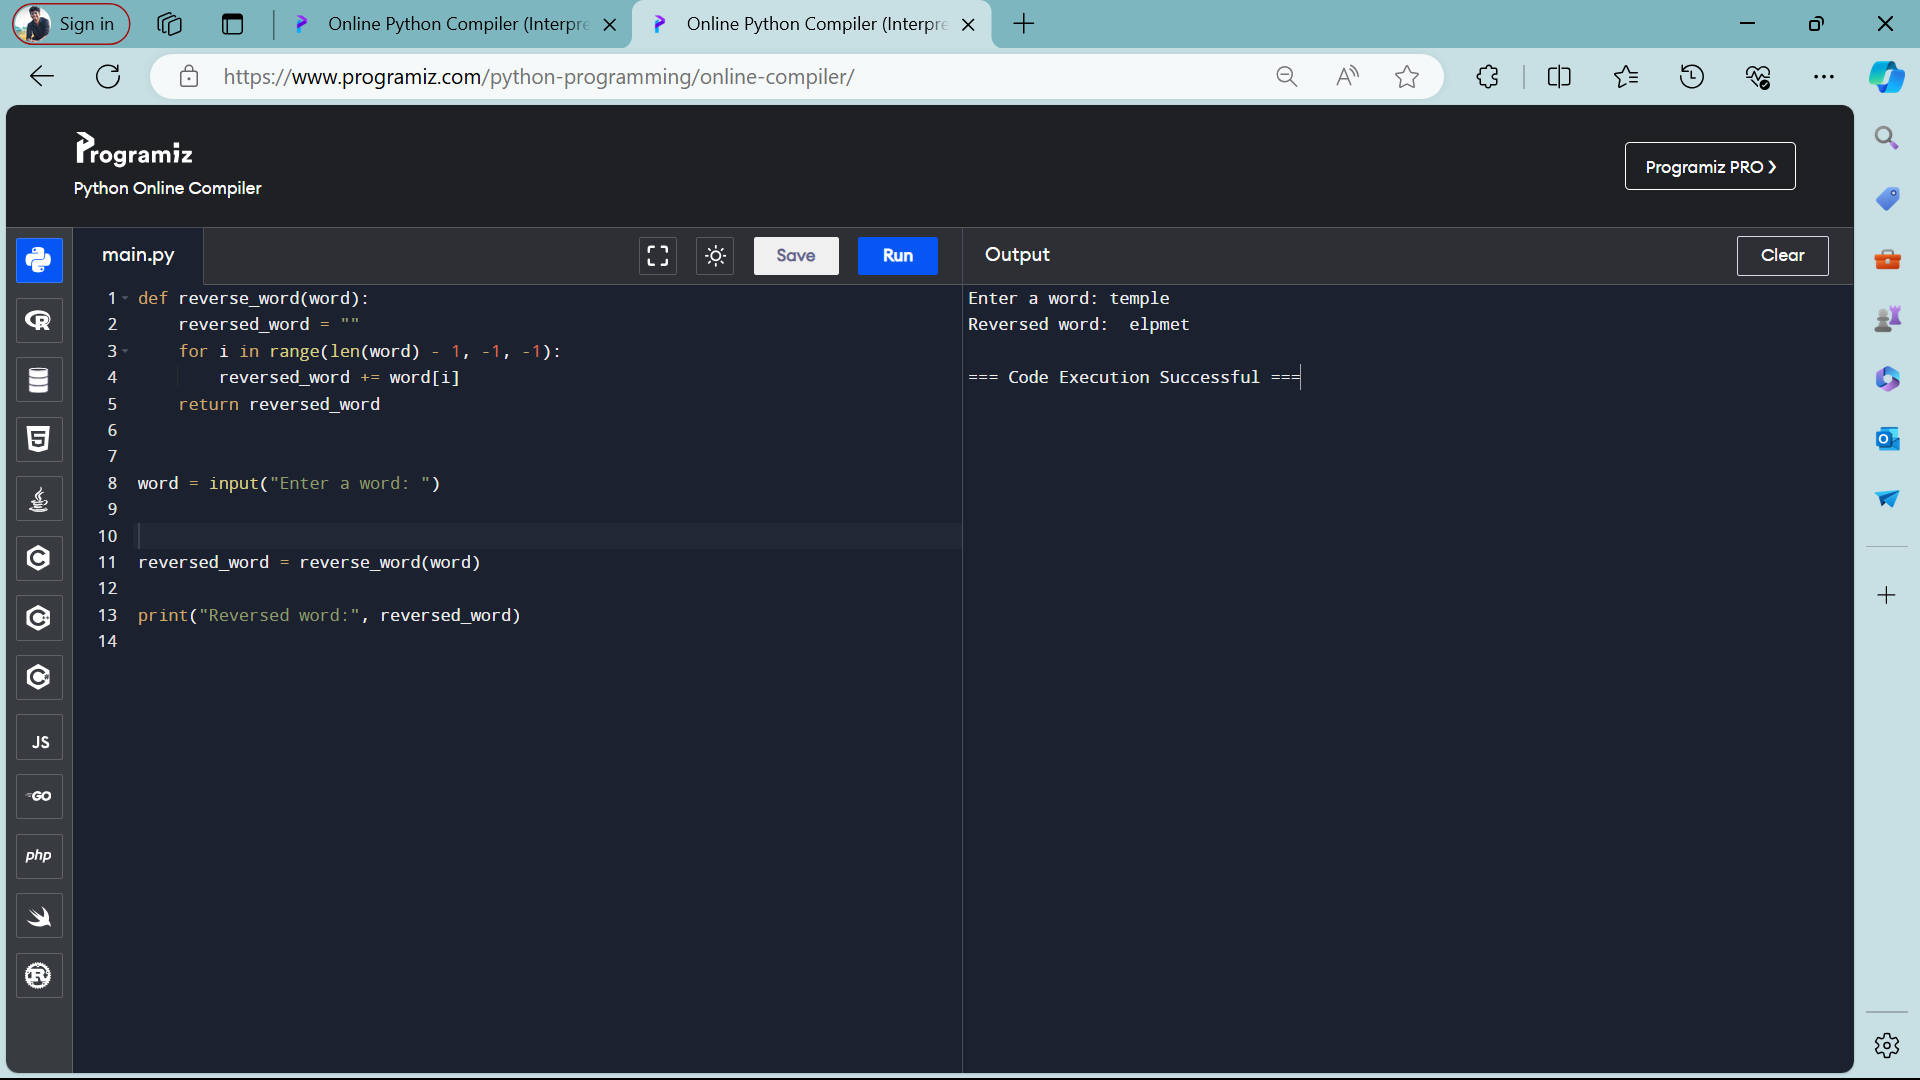 Sign in
Online Python Compiler (Interpre
Online Python Compiler (Interpre
https://www.programiz.com/python-programming/online-compiler/
Programiz
Python Online Compiler
Programiz PRO ❯
main.py
Save
Run
Output
Clear
1 def reverse_word(word):
2     reversed_word = ""
3     for i in range(len(word) - 1, -1, -1):
4         reversed_word += word[i]
5     return reversed_word
6
7
8 word = input("Enter a word: ")
9
10
11 reversed_word = reverse_word(word)
12
13 print("Reversed word:", reversed_word)
14
Enter a word: temple
Reversed word:  elpmet
=== Code Execution Successful ===
R
5
C
C++
C#
JS
GO
php
R